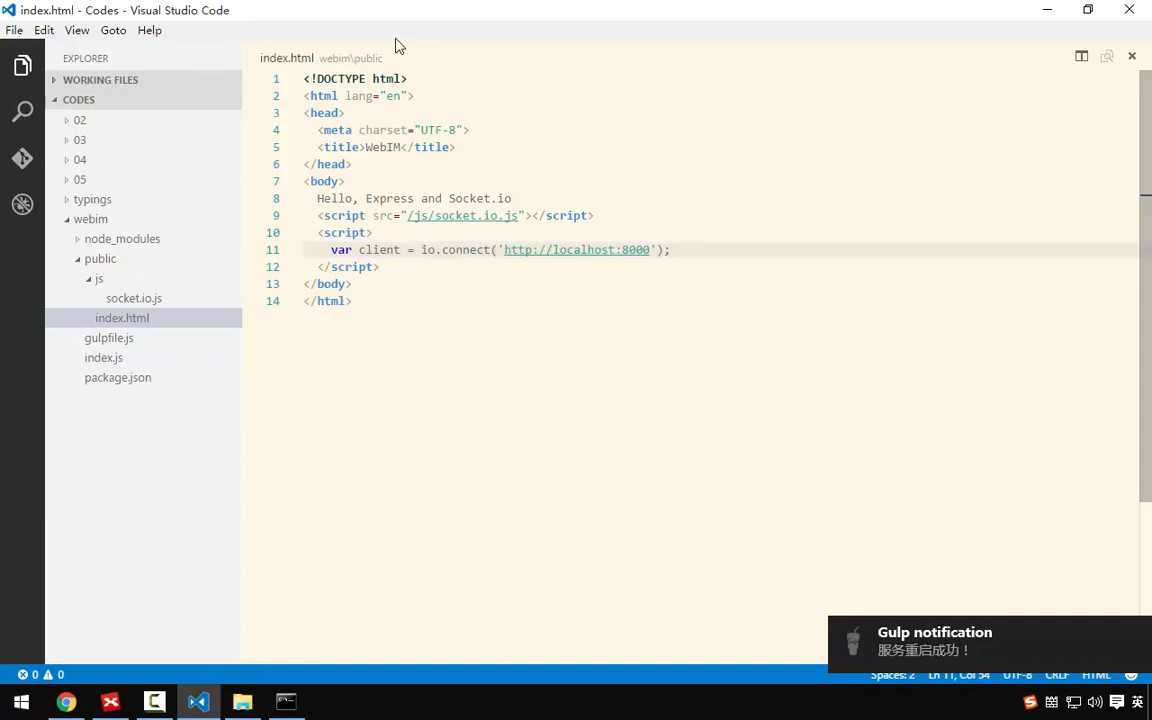 index.html - Codes - Visual Studio Code
File Edit View Goto Help
EXPLORER
WORKING FILES
CODES
02
03
04
05
typings
webim
node_modules
public
js
socket.io.js
index.html
gulpfile.js
index.js
package.json
index.html webim\public
1 <!DOCTYPE html>
2 <html lang="en">
3 <head>
4 <meta charset="UTF-8">
5 <title>WebIM</title>
6 </head>
7 <body>
8 Hello, Express and Socket.io
9 <script src="/js/socket.io.js"></script>
10 <script>
11 var client = io.connect('http://localhost:8000');
12 </script>
13 </body>
14 </html>
Gulp notification
服务重启成功！
0 0
Spaces: 2 Ln 11, Col 54 UTF-8 CRLF HTML
英